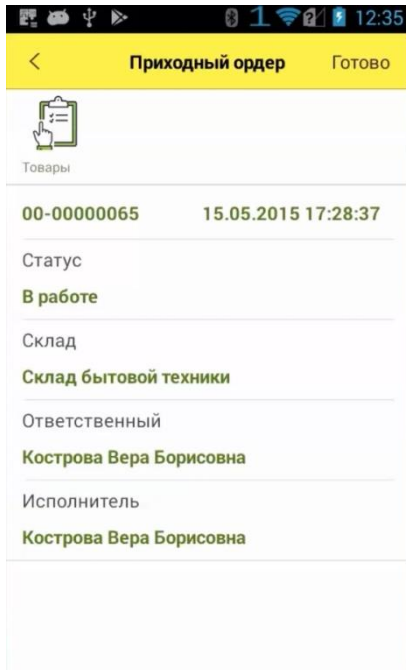 1 12:35
Приходный ордер Готово
Товары
00-00000065 15.05.2015 17:28:37
Статус
В работе
Склад
Склад бытовой техники
Ответственный
Кострова Вера Борисовна
Исполнитель
Кострова Вера Борисовна